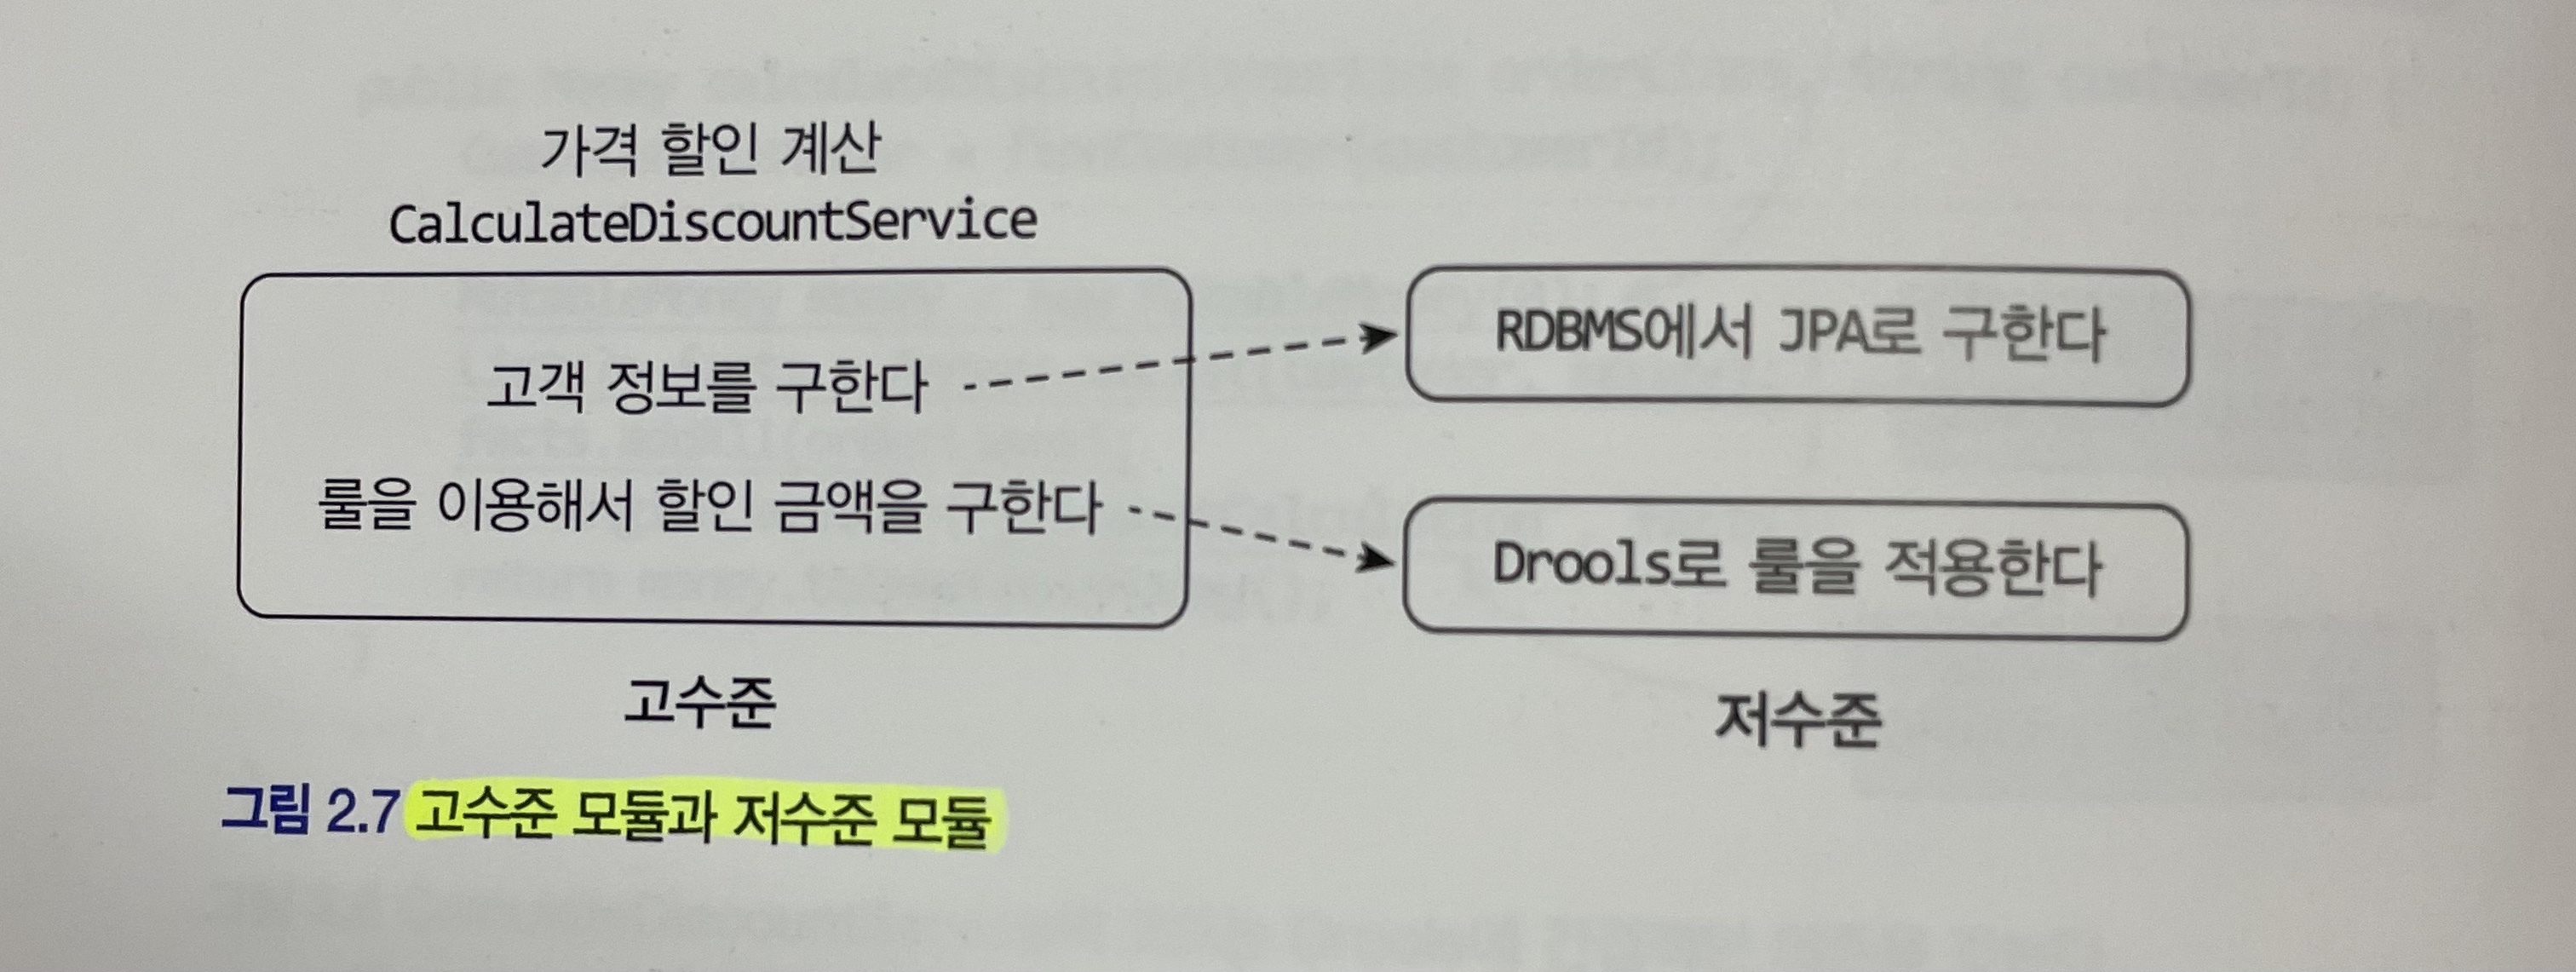 가격 할인 계산
CalculateDiscountService
고객 정보를 구한다
룰을 이용해서 할인 금액을 구한다
고수준
RDBMS에서 JPA로 구한다
Drools로 룰을 적용한다
저수준
그림 2.7 고수준 모듈과 저수준 모듈